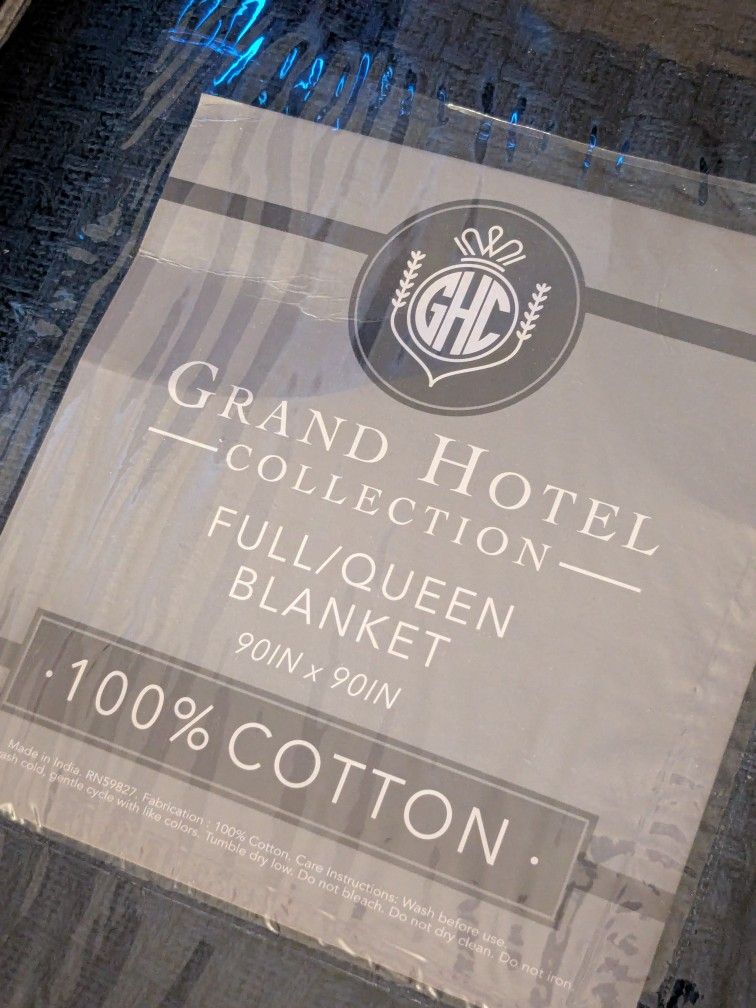 GHC
GRAND HOTEL
COLLECTION
FULL/QUEEN
BLANKET
90IN x 90IN
·100% COTTON·
Made in India. RN59827. Fabrication : 100% Cotton. Care Instructions: Wash before use.
cold, gentle cycle with like colors. Tumble dry low. Do not bleach. Do not dry clean. Do not iron.